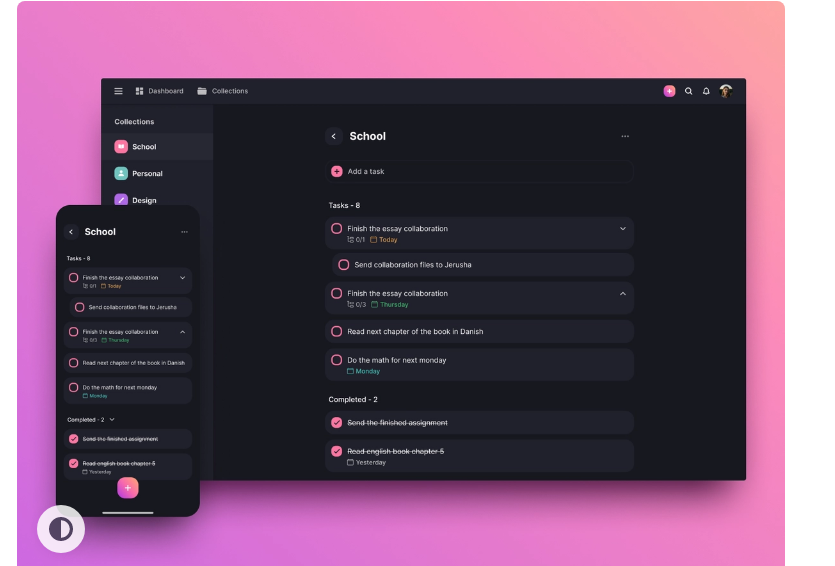 Dashboard
Collections
Collections
School
Personal
Design
School
Add a task
Tasks - 8
Finish the essay collaboration
0/1 Today
Send collaboration files to Jerusha
Finish the essay collaboration
0/3 Thursday
Read next chapter of the book in Danish
Do the math for next monday
Monday
Completed - 2
Send the finished assignment
Read english book chapter 5
Yesterday
School
Tasks - 8
Finish the essay collaboration
0/1 Today
Send collaboration files to Jerusha
Finish the essay collaboration
0/3 Thursday
Read next chapter of the book in Danish
Do the math for next monday
Monday
Completed - 2
Send the finished assignment
Read english book chapter 5
Yesterday